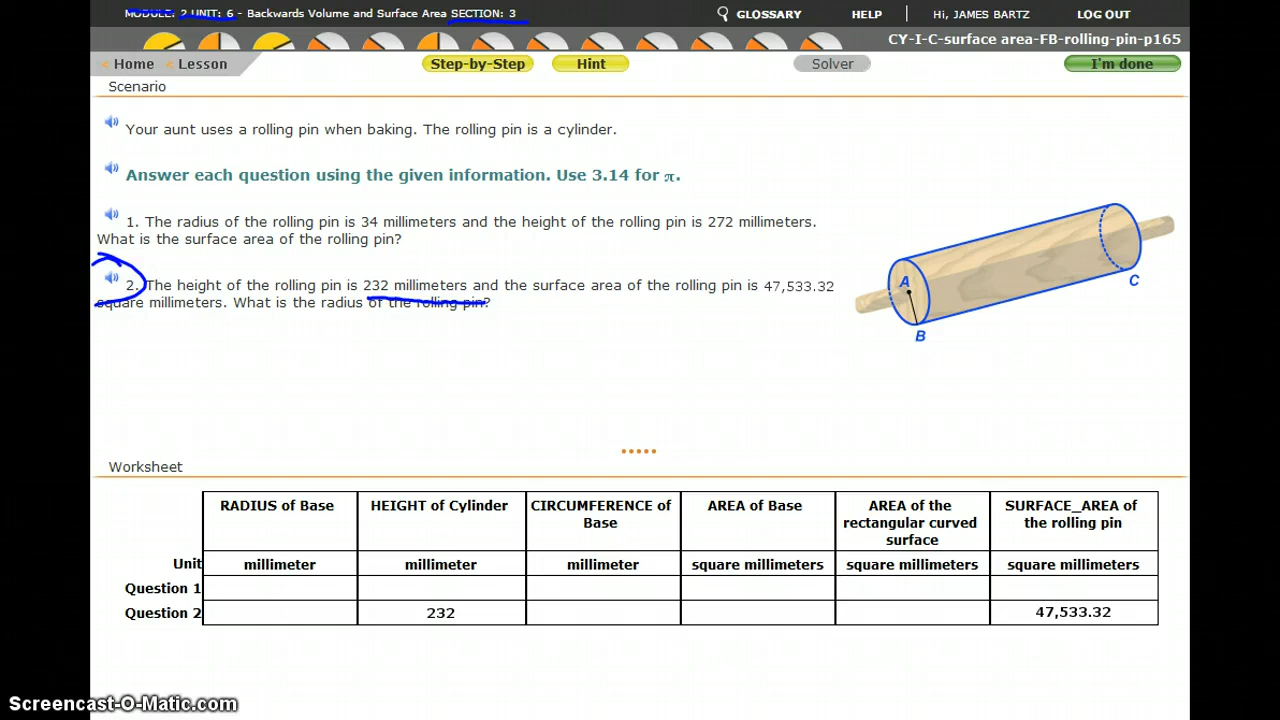 MODULE: 2 UNIT: 6 - Backwards Volume and Surface Area SECTION: 3
GLOSSARY
HELP
Hi, JAMES BARTZ
LOG OUT
CY-I-C-surface area-FB-rolling-pin-p165
Home
Lesson
Step-by-Step
Hint
Solver
I'm done
Scenario
Your aunt uses a rolling pin when baking. The rolling pin is a cylinder.
Answer each question using the given information. Use 3.14 for π.
1. The radius of the rolling pin is 34 millimeters and the height of the rolling pin is 272 millimeters.
What is the surface area of the rolling pin?
2. The height of the rolling pin is 232 millimeters and the surface area of the rolling pin is 47,533.32
square millimeters. What is the radius of the rolling pin?
A
B
C
Worksheet
RADIUS of Base
HEIGHT of Cylinder
CIRCUMFERENCE of
Base
AREA of Base
AREA of the
rectangular curved
surface
SURFACE_AREA of
the rolling pin
Unit millimeter millimeter millimeter square millimeters square millimeters square millimeters
Question 1
Question 2 232 47,533.32
Screencast-O-Matic.com